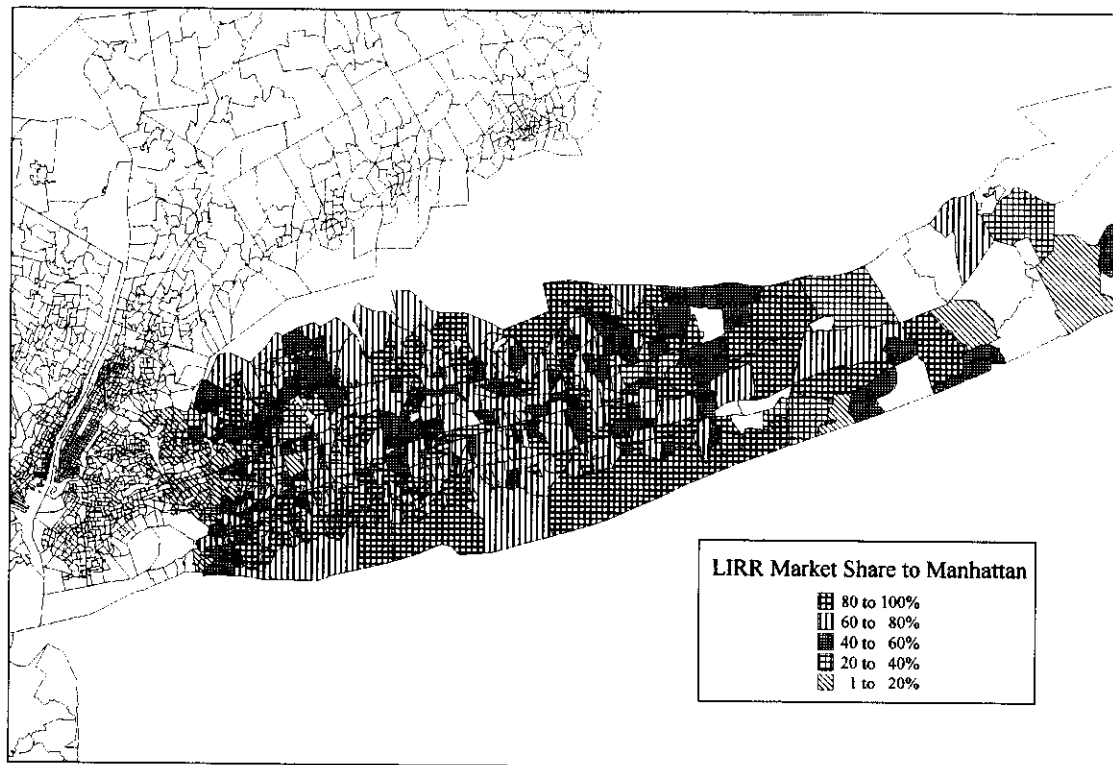 LIRR Market Share to Manhattan
80 to 100%
60 to 80%
40 to 60%
20 to 40%
1 to 20%